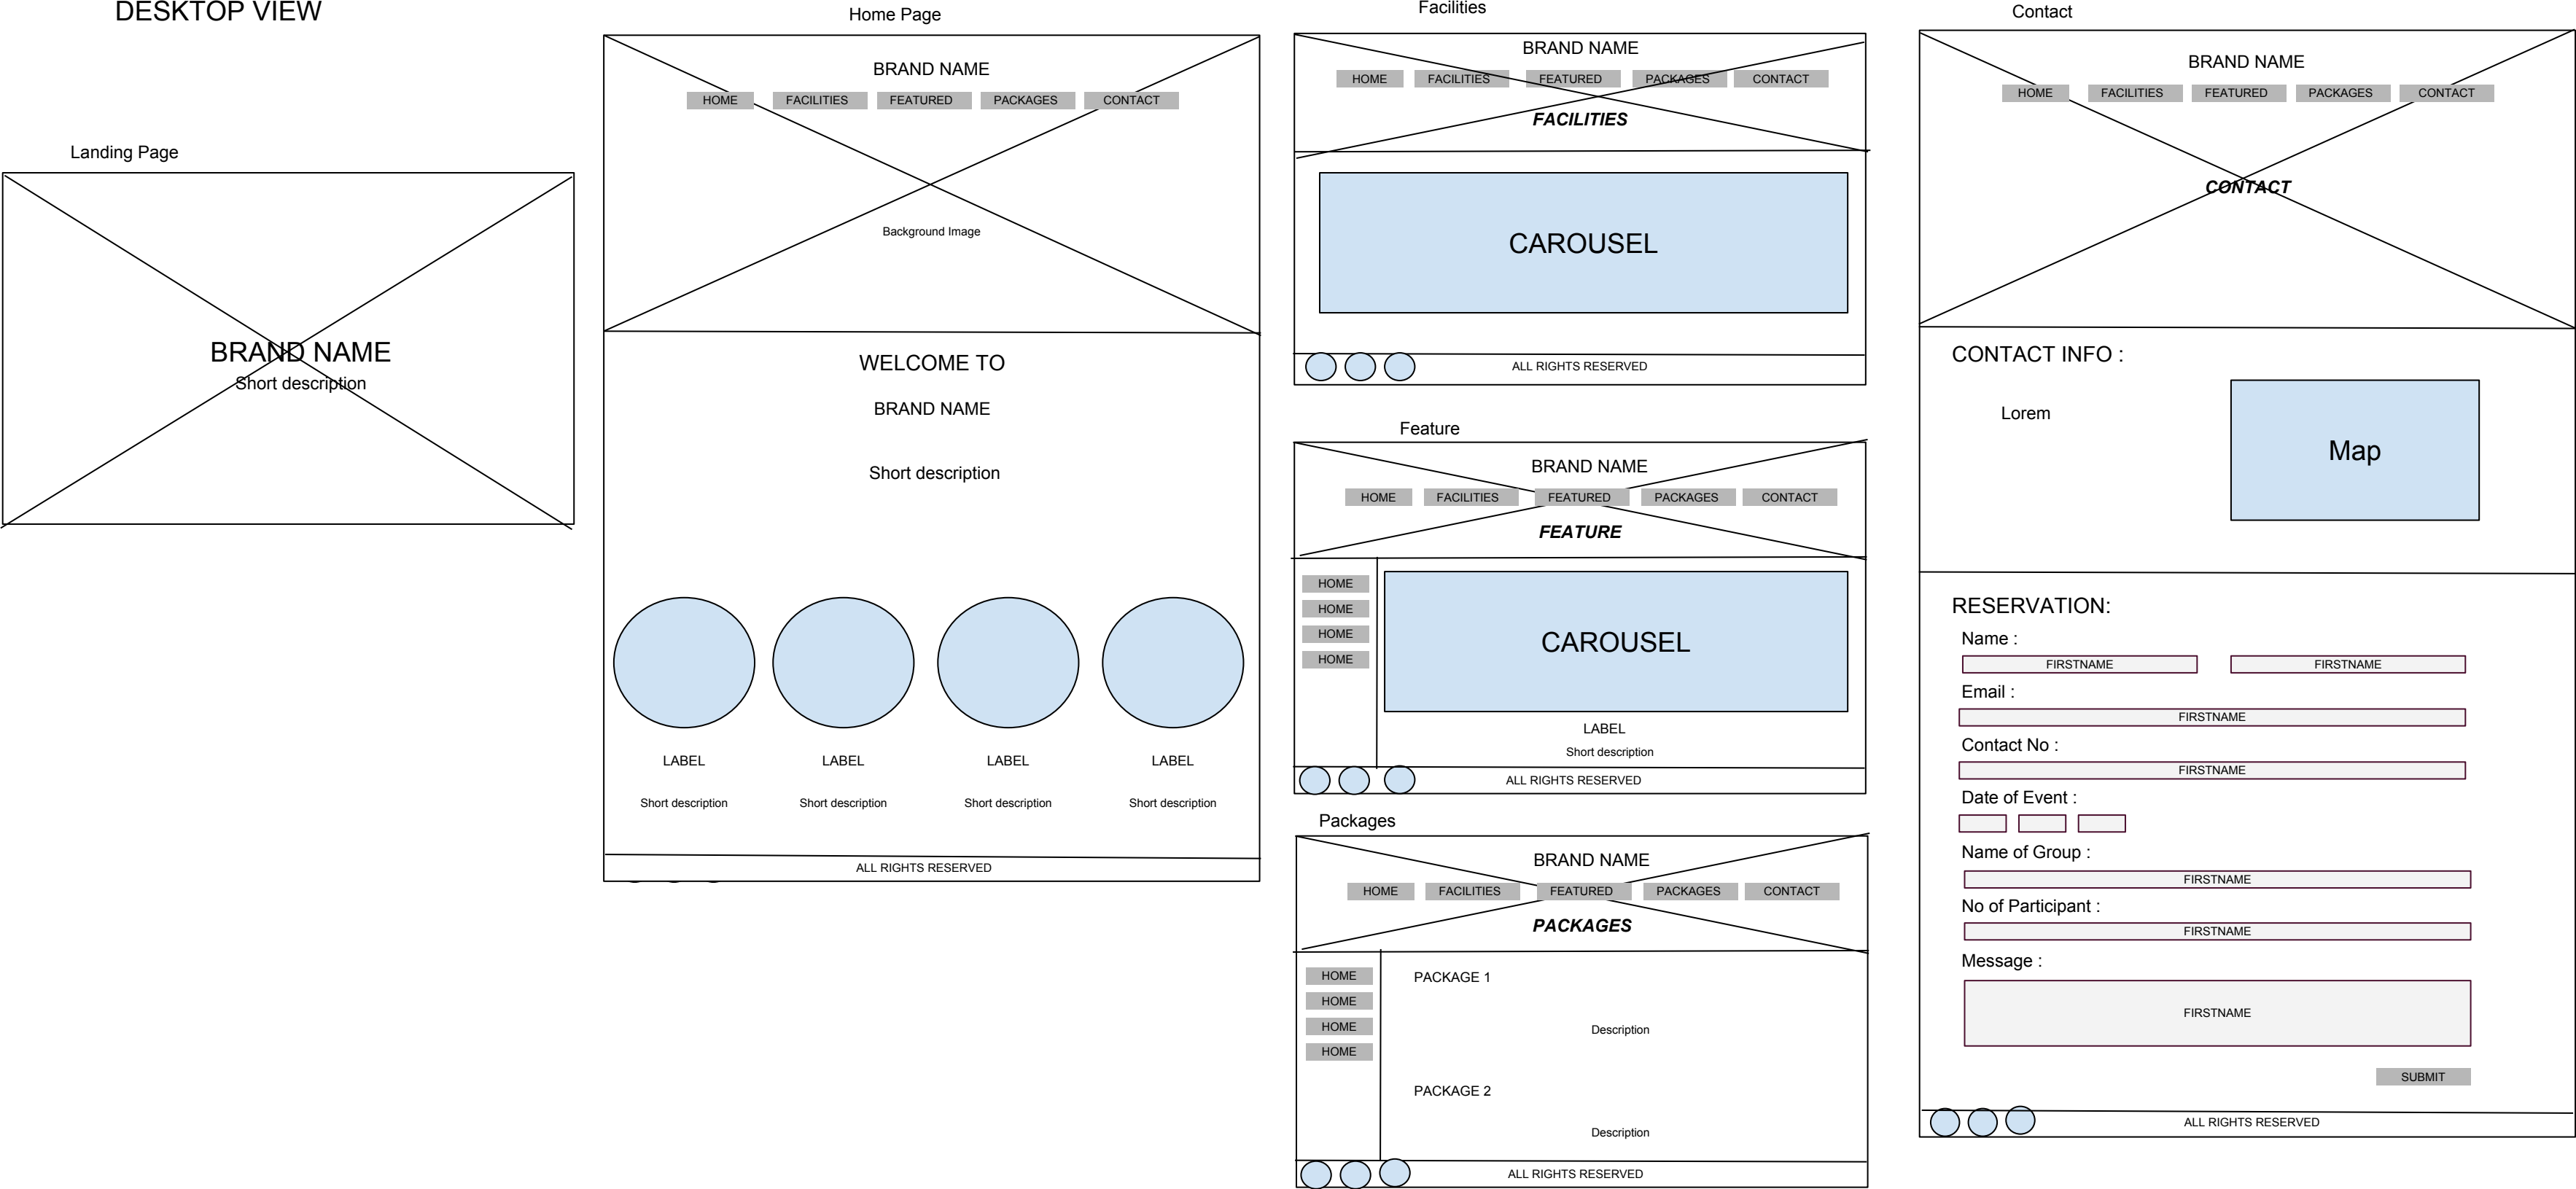 DESKTOP VIEW
Landing Page
BRAND NAME
Short description
Home Page
BRAND NAME
HOME FACILITIES FEATURED PACKAGES CONTACT
Background Image
WELCOME TO
BRAND NAME
Short description
LABEL LABEL LABEL LABEL
Short description Short description Short description Short description
ALL RIGHTS RESERVED
Facilities
BRAND NAME
HOME FACILITIES FEATURED PACKAGES CONTACT
FACILITIES
CAROUSEL
ALL RIGHTS RESERVED
Feature
BRAND NAME
HOME FACILITIES FEATURED PACKAGES CONTACT
FEATURE
HOME
HOME
HOME
HOME
CAROUSEL
LABEL
Short description
ALL RIGHTS RESERVED
Packages
BRAND NAME
HOME FACILITIES FEATURED PACKAGES CONTACT
PACKAGES
HOME
HOME
HOME
HOME
PACKAGE 1
Description
PACKAGE 2
Description
ALL RIGHTS RESERVED
Contact
BRAND NAME
HOME FACILITIES FEATURED PACKAGES CONTACT
CONTACT
CONTACT INFO :
Lorem
Map
RESERVATION:
Name :
FIRSTNAME FIRSTNAME
Email :
FIRSTNAME
Contact No :
FIRSTNAME
Date of Event :
Name of Group :
FIRSTNAME
No of Participant :
FIRSTNAME
Message :
FIRSTNAME
SUBMIT
ALL RIGHTS RESERVED